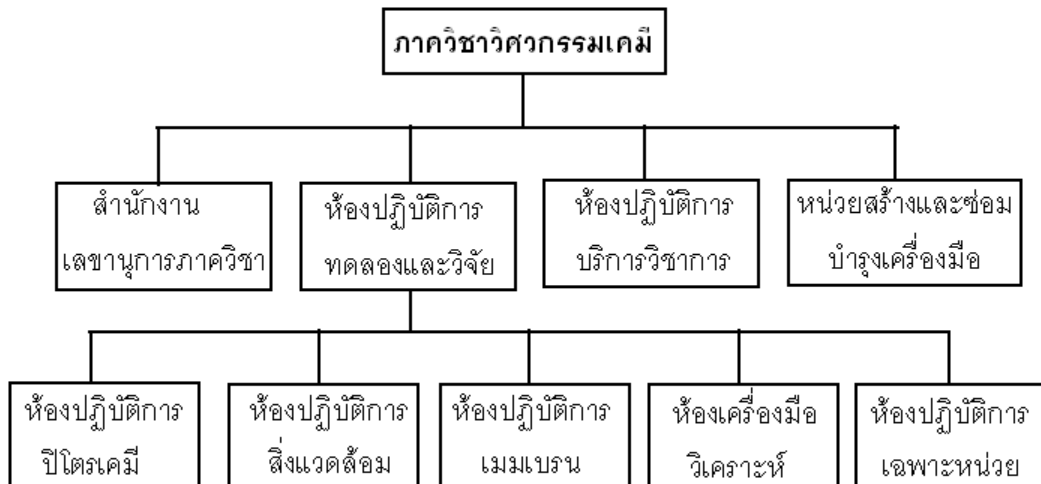 ภาควิชาวิศวกรรมเคมี
สำนักงาน
เลขานุการภาควิชา
ห้องปฏิบัติการ
ทดลองและวิจัย
ห้องปฏิบัติการ
บริการวิชาการ
หน่วยสร้างและซ่อม
บำรุงเครื่องมือ
ห้องปฏิบัติการ
ปิโตรเคมี
ห้องปฏิบัติการ
สิ่งแวดล้อม
ห้องปฏิบัติการ
เมมเบรน
ห้องเครื่องมือ
วิเคราะห์
ห้องปฏิบัติการ
เฉพาะหน่วย